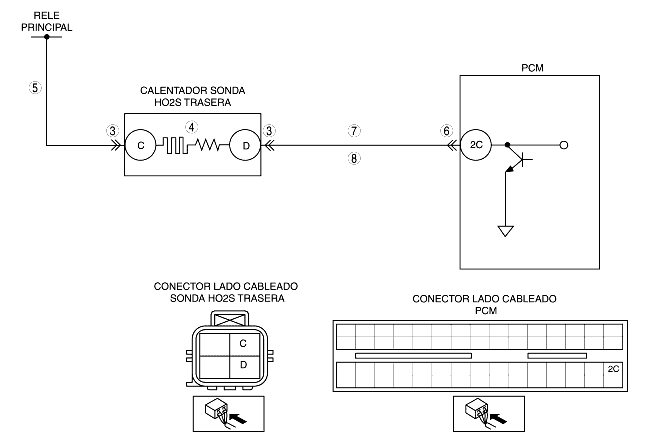 RELE
PRINCIPAL
PCM
CALENTADOR SONDA
HO2S TRASERA
5
3
4
3
7
6
C
D
2C
8
CONECTOR LADO CABLEADO
SONDA HO2S TRASERA
CONECTOR LADO CABLEADO
PCM
C
D
2C